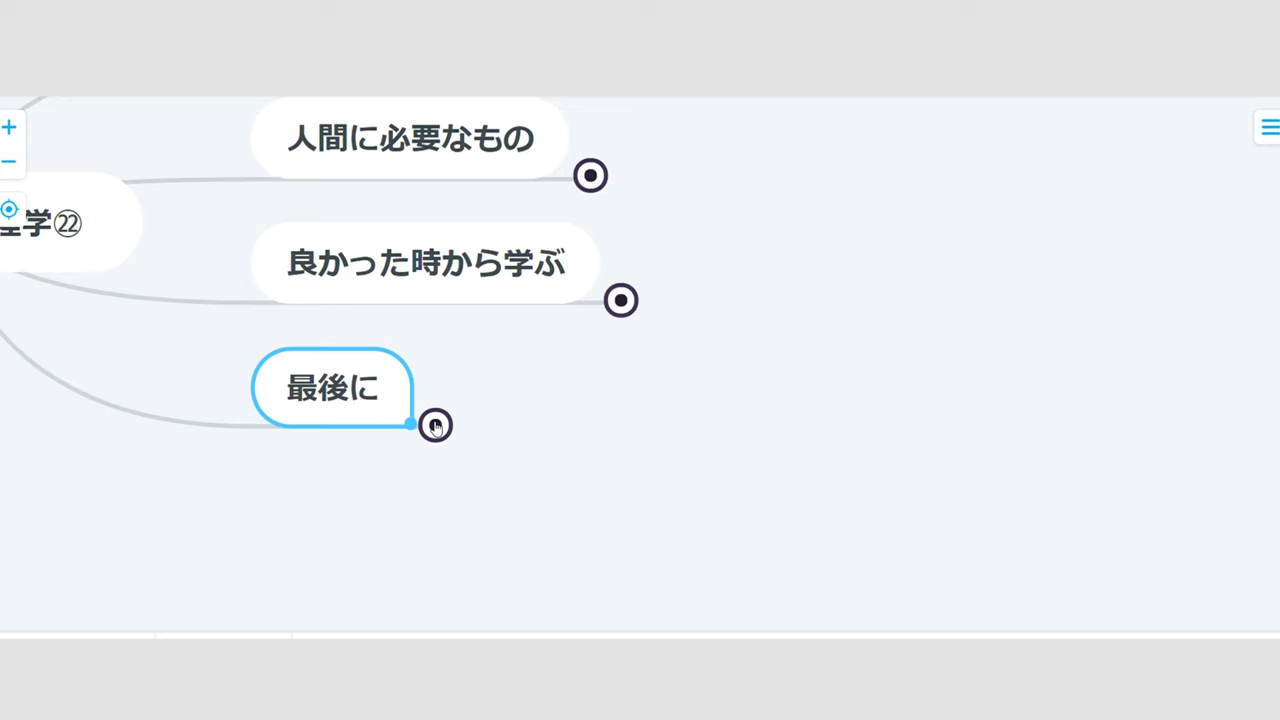 人間に必要なもの
学㉒
良かった時から学ぶ
最後に